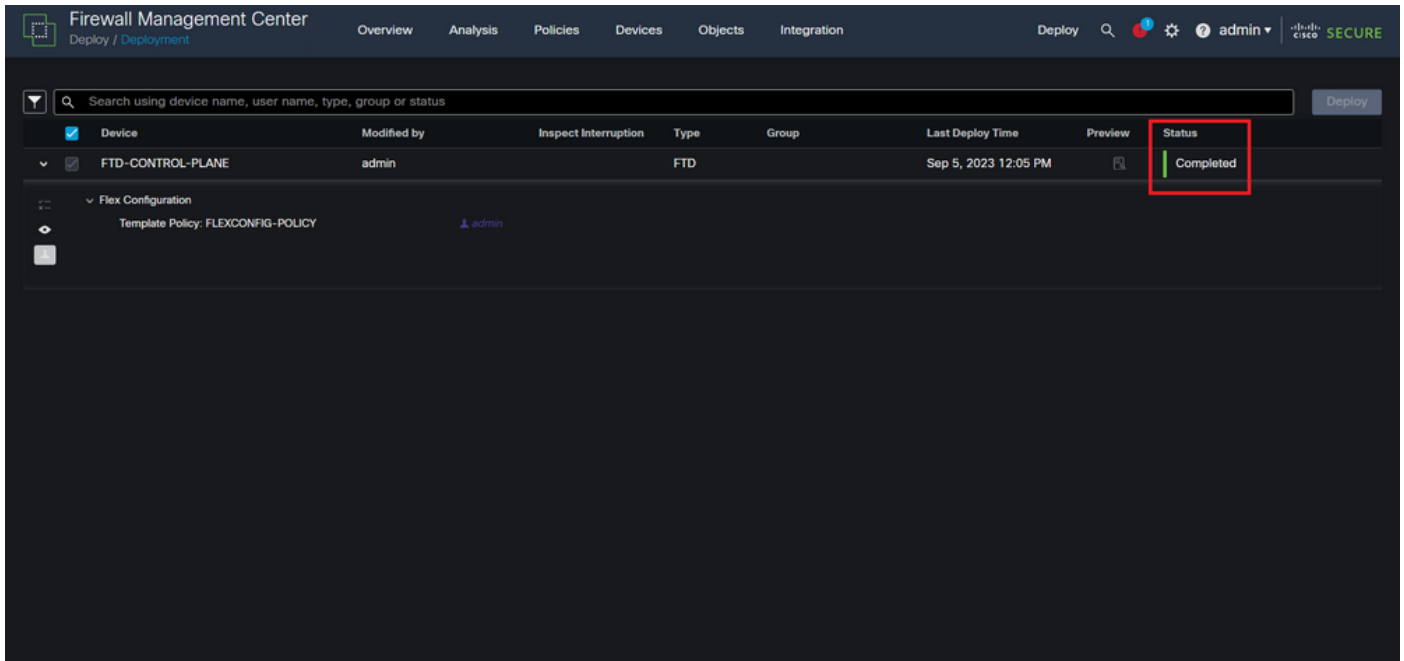 Firewall Management Center
Deploy / Deployment
Overview Analysis Policies Devices Objects Integration Deploy 1 ? admin cisco SECURE
Search using device name, user name, type, group or status Deploy
Device Modified by Inspect Interruption Type Group Last Deploy Time Preview Status
FTD-CONTROL-PLANE admin FTD Sep 5, 2023 12:05 PM Completed
Flex Configuration
Template Policy: FLEXCONFIG-POLICY admin